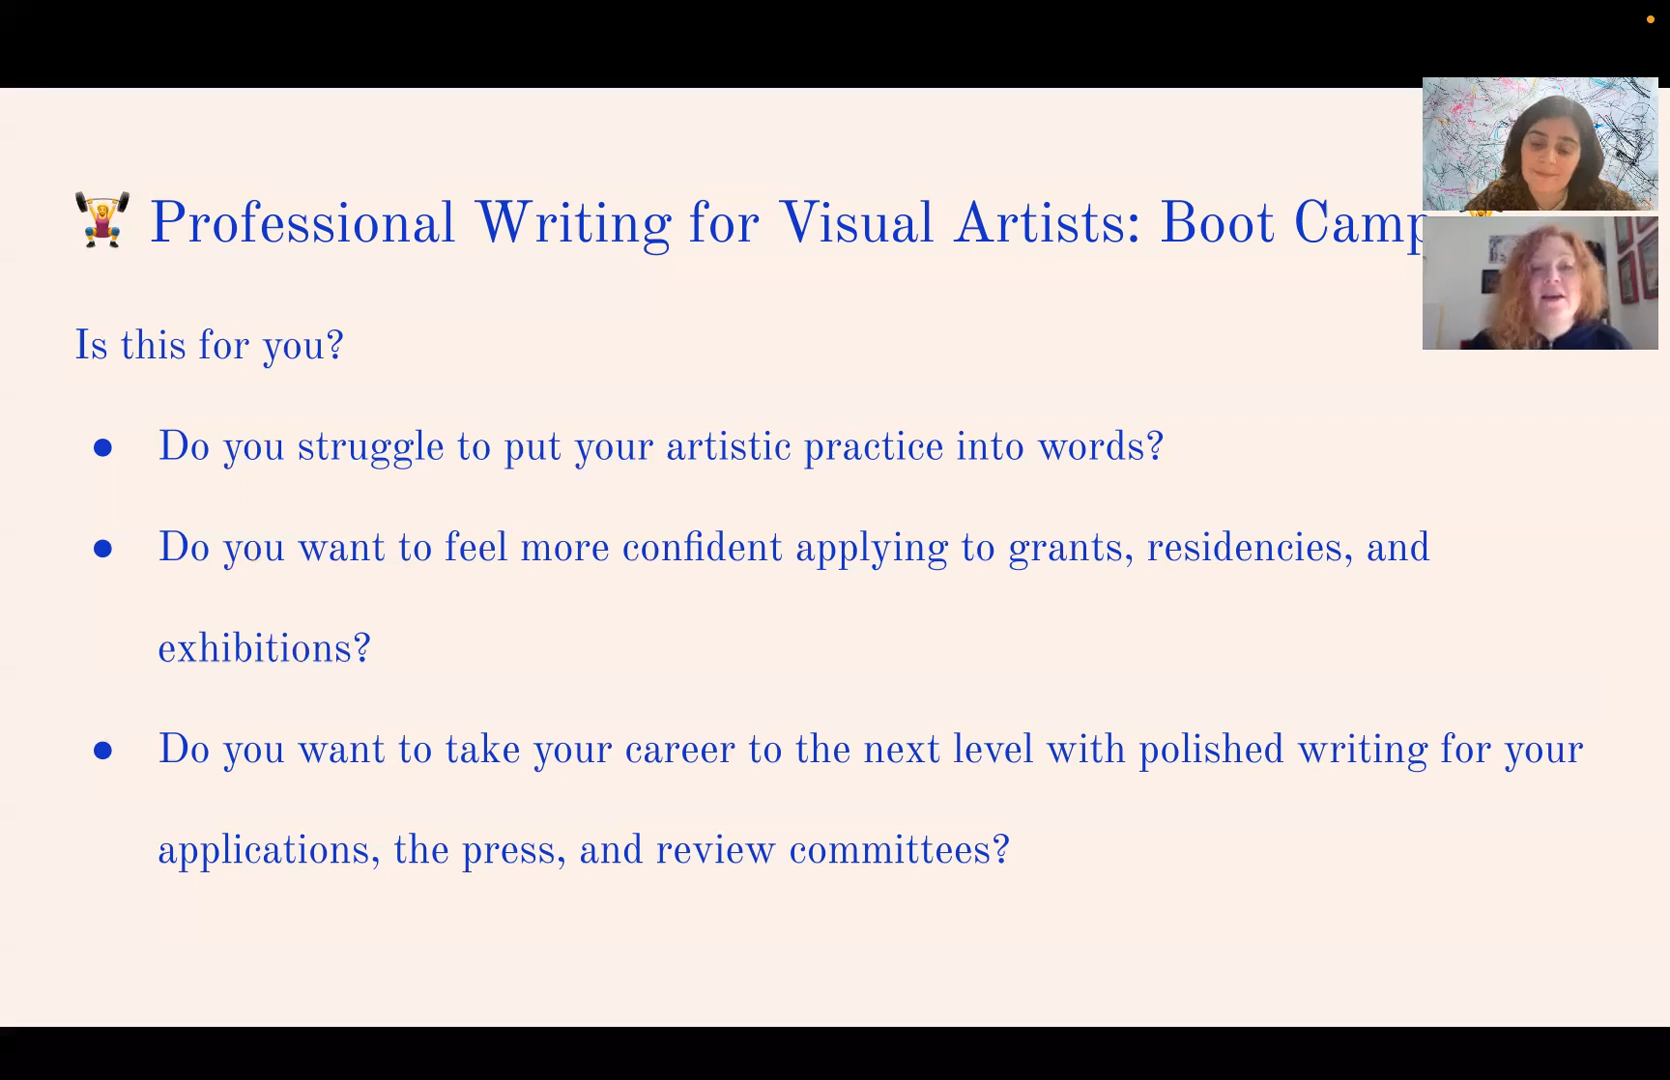 Professional Writing for Visual Artists: Boot Camp
Is this for you?
● Do you struggle to put your artistic practice into words?
● Do you want to feel more confident applying to grants, residencies, and
exhibitions?
● Do you want to take your career to the next level with polished writing for your
applications, the press, and review committees?